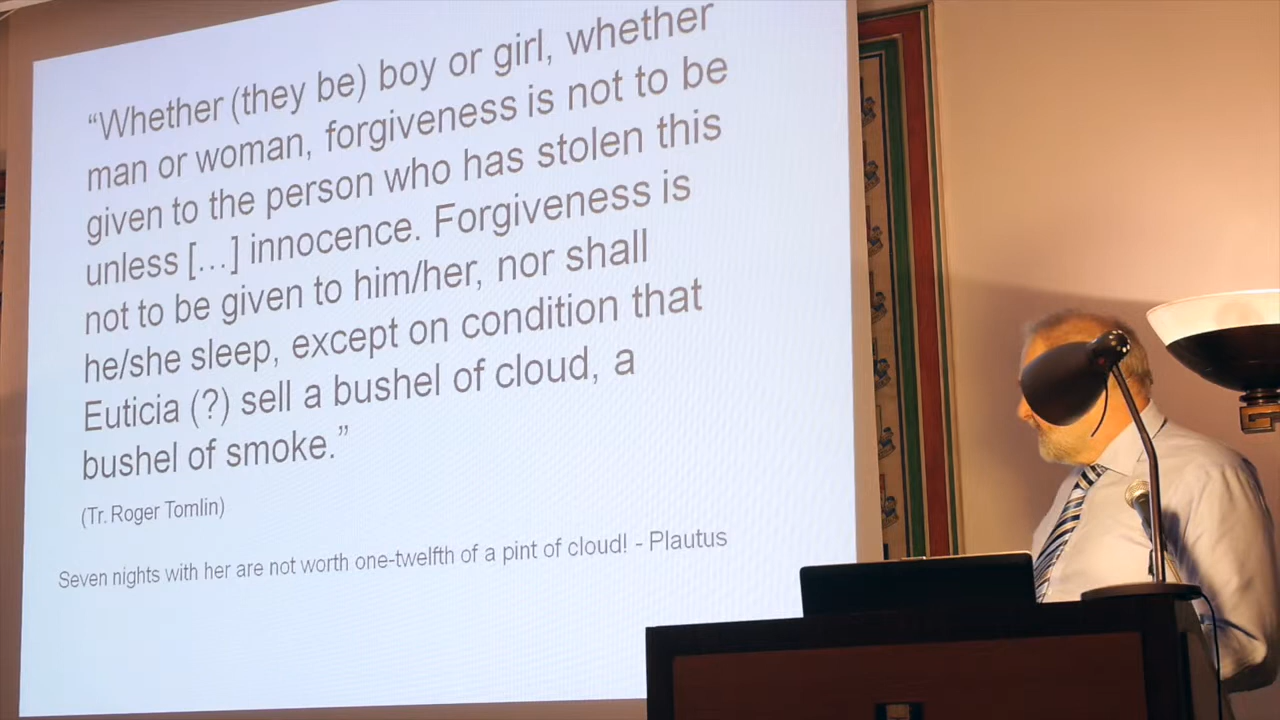 “Whether (they be) boy or girl, whether
man or woman, forgiveness is not to be
given to the person who has stolen this
unless […] innocence. Forgiveness is
not to be given to him/her, nor shall
he/she sleep, except on condition that
Euticia (?) sell a bushel of cloud, a
bushel of smoke.”
(Tr. Roger Tomlin)
Seven nights with her are not worth one-twelfth of a pint of cloud! - Plautus